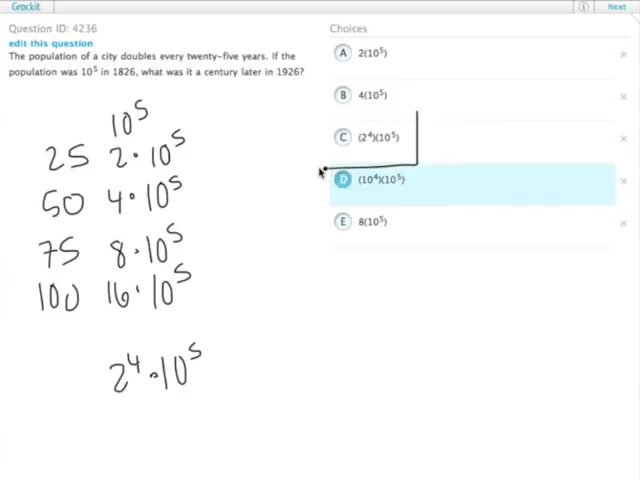 Grockit
Next
Question ID: 4236
edit this question
The population of a city doubles every twenty-five years. If the
population was 10⁵ in 1826, what was it a century later in 1926?
Choices
A 2(10⁵)
B 4(10⁵)
C (2⁴)(10⁵)
D (10⁴)(10⁵)
E 8(10⁵)
10⁵
25 2·10⁵
50 4·10⁵
75 8·10⁵
100 16·10⁵
2⁴·10⁵